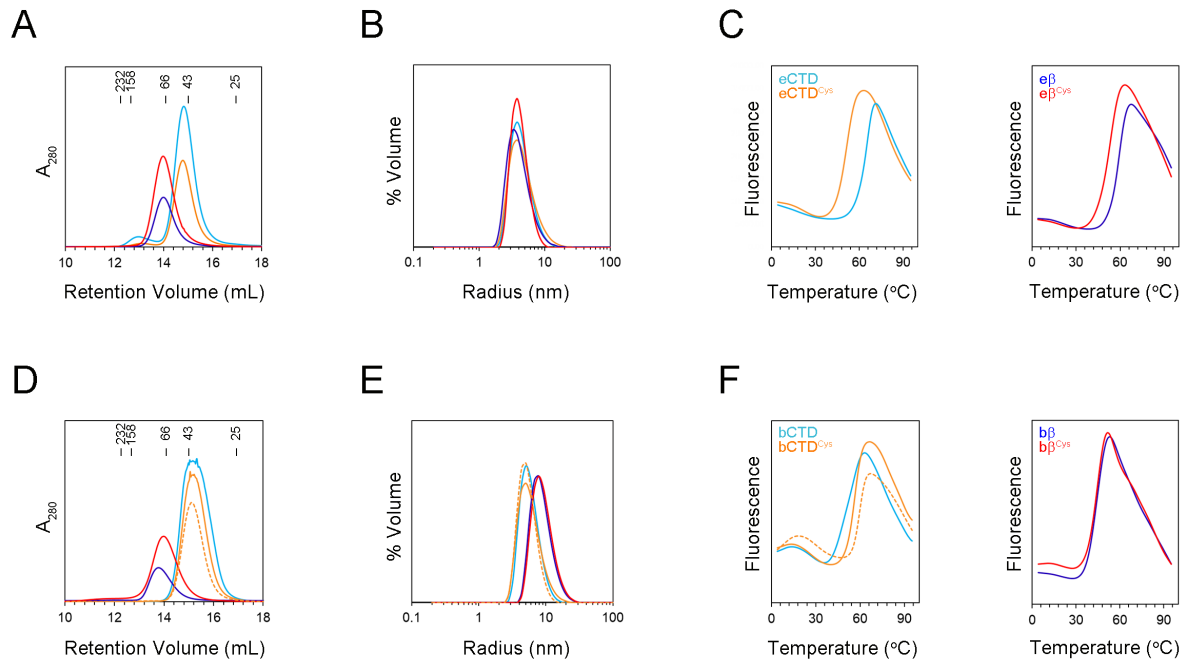 A
B
C
232
158
66
43
25
A280
10 12 14 16 18
Retention Volume (mL)
% Volume
0.1 1 10 100
Radius (nm)
eCTD
eCTDCys
Fluorescence
0 30 60 90
Temperature (oC)
eβ
eβCys
Fluorescence
0 30 60 90
Temperature (oC)
D
E
F
232
158
66
43
25
A280
10 12 14 16 18
Retention Volume (mL)
% Volume
0.1 1 10 100
Radius (nm)
bCTD
bCTDCys
Fluorescence
0 30 60 90
Temperature (oC)
bβ
bβCys
Fluorescence
0 30 60 90
Temperature (oC)